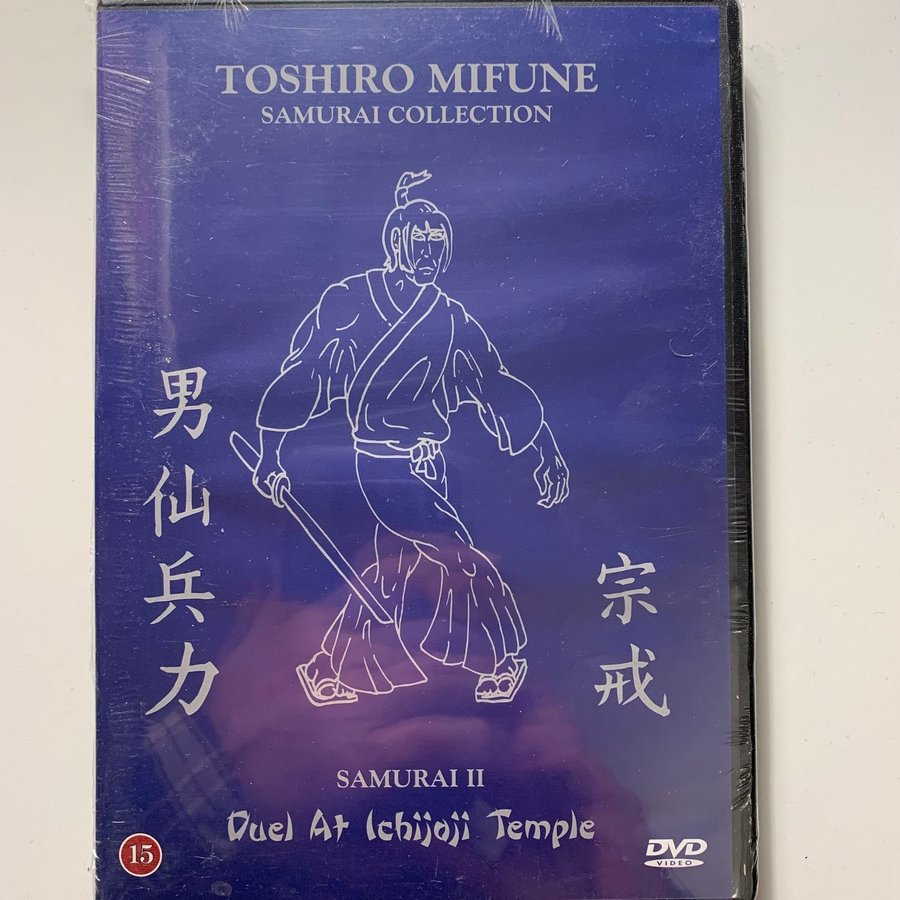 TOSHIRO MIFUNE
SAMURAI COLLECTION
男仙兵力
宗戒
SAMURAI II
Duel At Ichijoji Temple
15
DVD
VIDEO